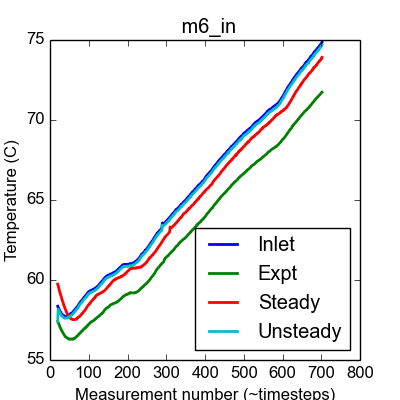 m6_in
75
70
65
60
55
Temperature (C)
0 100 200 300 400 500 600 700 800
Measurement number (~timesteps)
Inlet
Expt
Steady
Unsteady